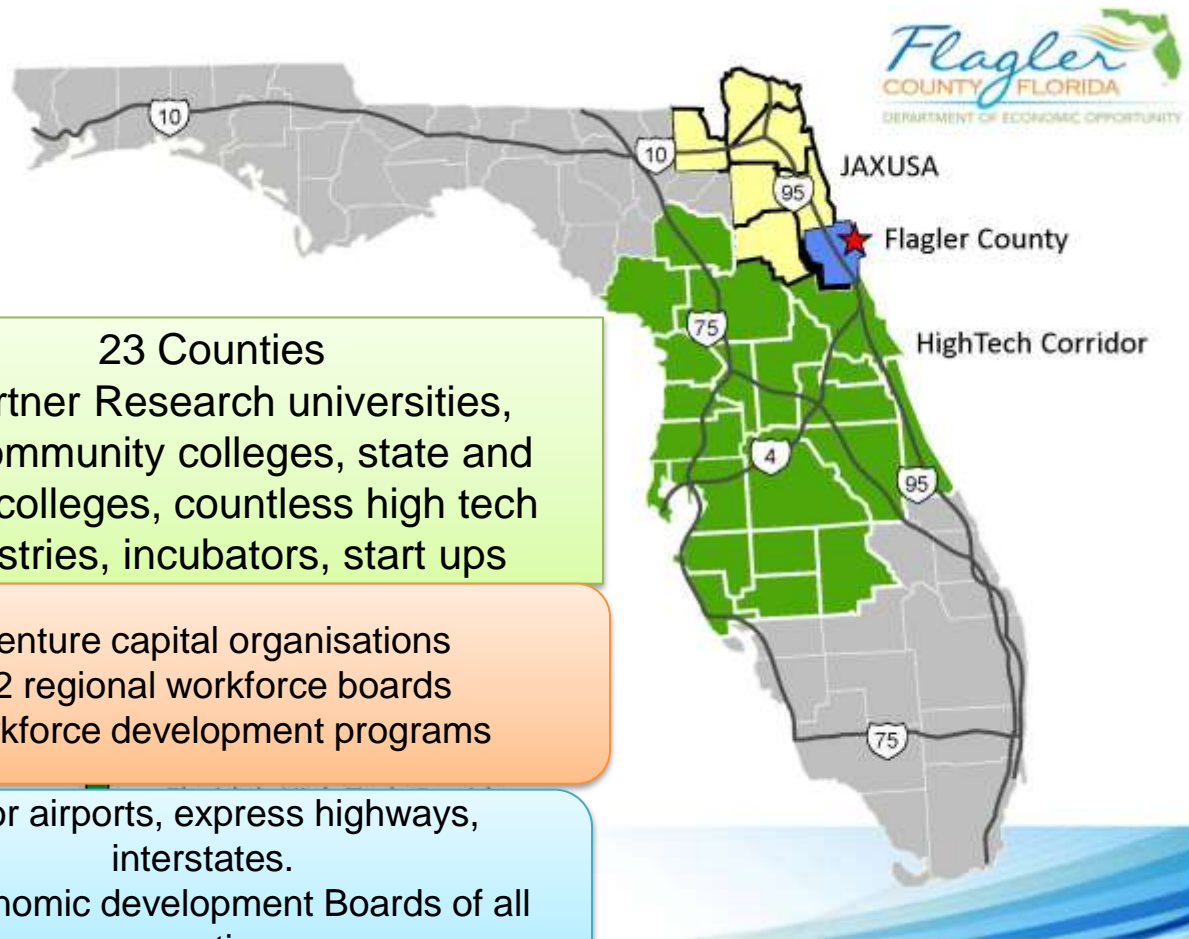 Flagler
COUNTY FLORIDA
DEPARTMENT OF ECONOMIC OPPORTUNITY
10
10
JAXUSA
95
Flagler County
75
HighTech Corridor
4
95
75
23 Counties
rtner Research universities,
ommunity colleges, state and
colleges, countless high tech
stries, incubators, start ups
enture capital organisations
2 regional workforce boards
kforce development programs
or airports, express highways,
interstates.
nomic development Boards of all